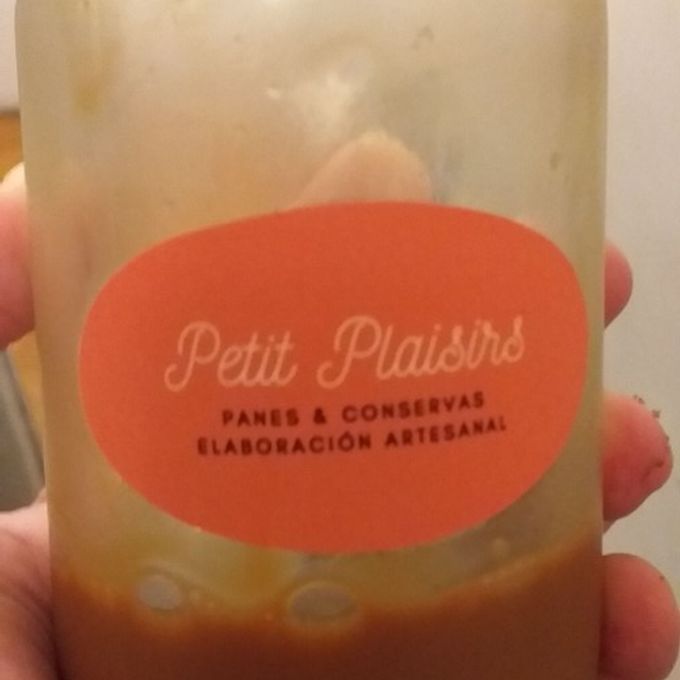 Petit Plaisirs
PANES & CONSERVAS
ELABORACIÓN ARTESANAL